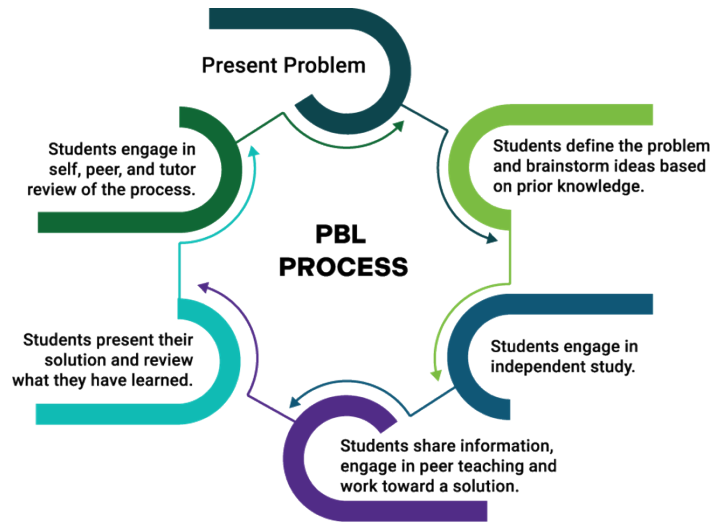 Present Problem
Students define the problem
and brainstorm ideas based
on prior knowledge.
Students engage in
independent study.
Students share information,
engage in peer teaching and
work toward a solution.
Students present their
solution and review
what they have learned.
Students engage in
self, peer, and tutor
review of the process.
PBL
PROCESS